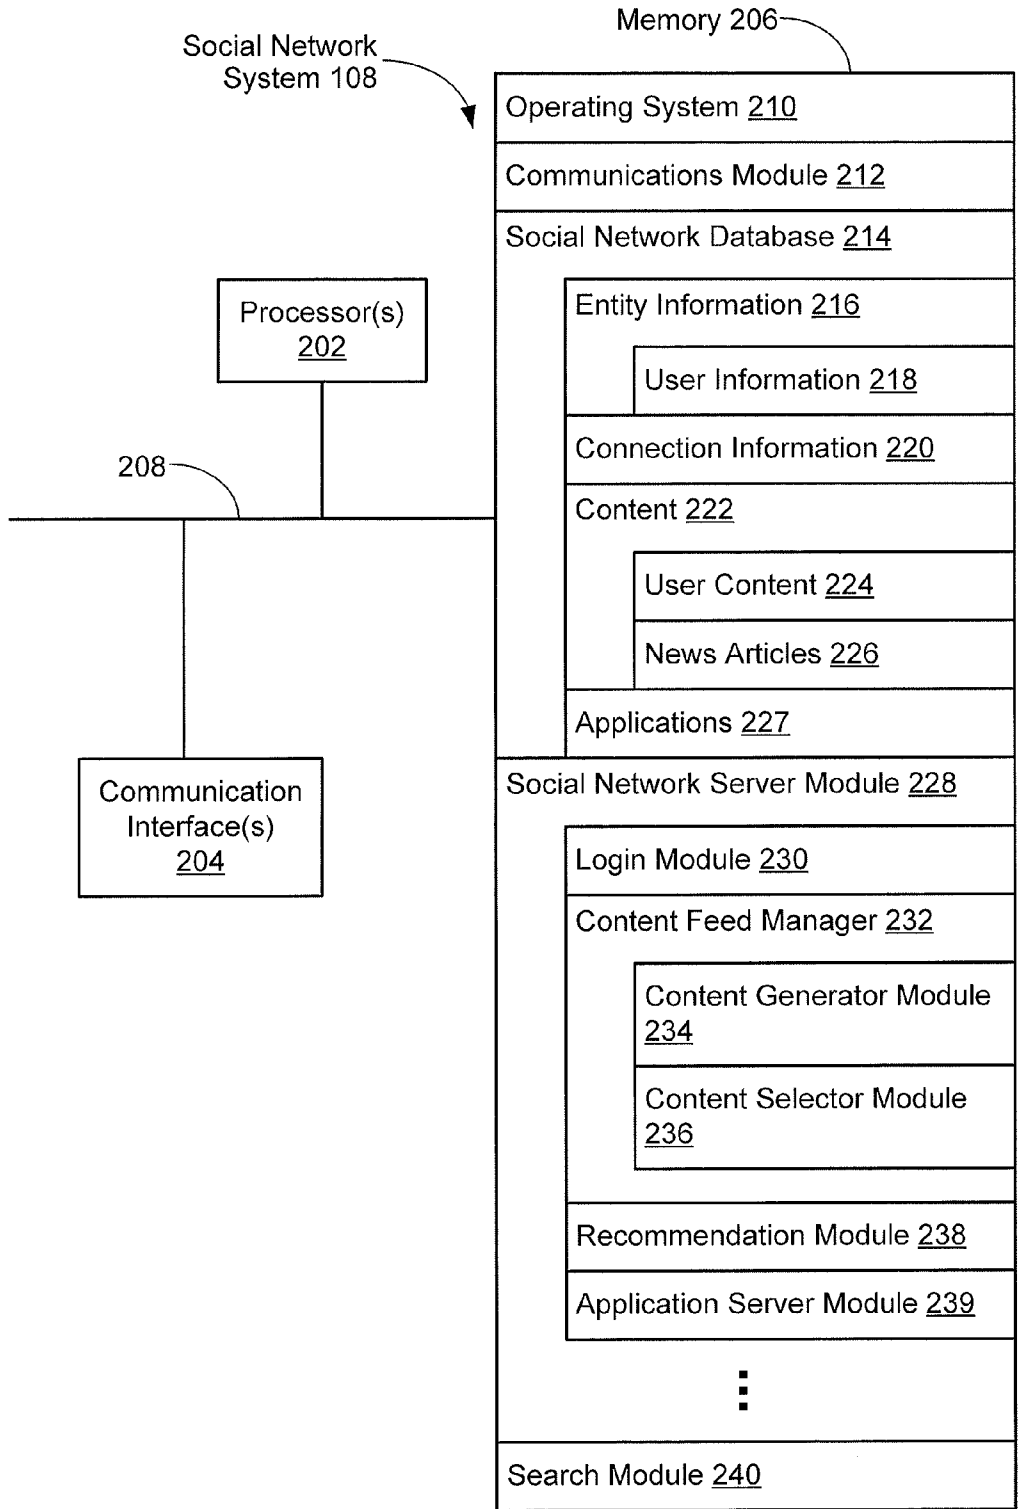 Memory 206
Social Network
System 108
Operating System 210
Communications Module 212
Social Network Database 214
Entity Information 216
User Information 218
Connection Information 220
Content 222
User Content 224
News Articles 226
Applications 227
Social Network Server Module 228
Login Module 230
Content Feed Manager 232
Content Generator Module
234
Content Selector Module
236
Recommendation Module 238
Application Server Module 239
Search Module 240
Processor(s)
202
208
Communication
Interface(s)
204